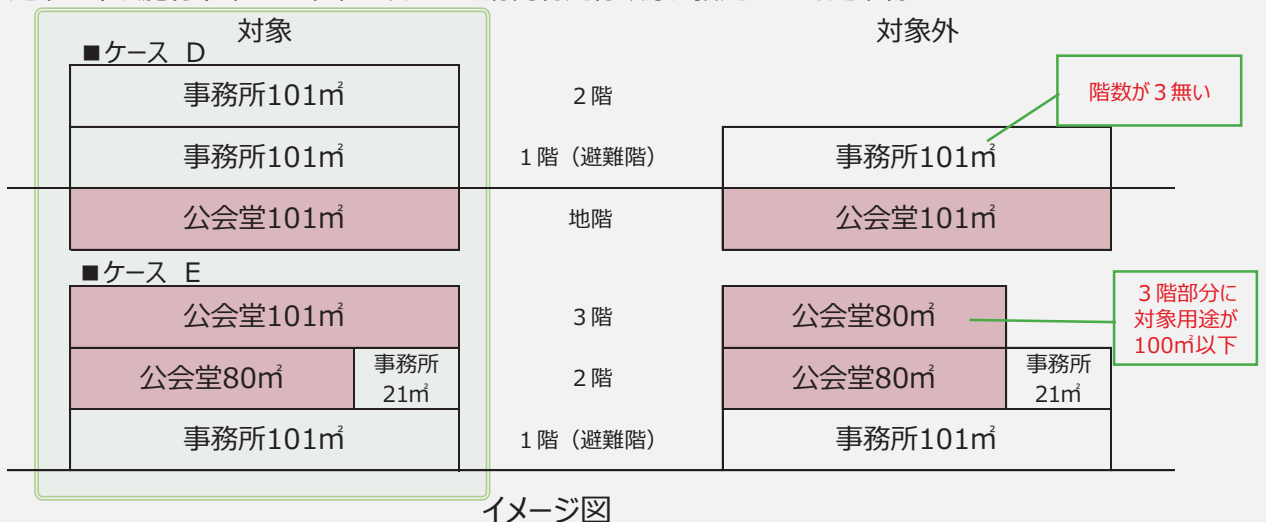 対象
対象外
■ケース D
事務所101㎡
2階
階数が3無い
事務所101㎡
1階（避難階）
事務所101㎡
公会堂101㎡
地階
公会堂101㎡
■ケース E
公会堂101㎡
3階
公会堂80㎡
3階部分に
対象用途が
100㎡以下
公会堂80㎡
事務所
21㎡
2階
公会堂80㎡
事務所
21㎡
事務所101㎡
1階（避難階）
事務所101㎡
イメージ図